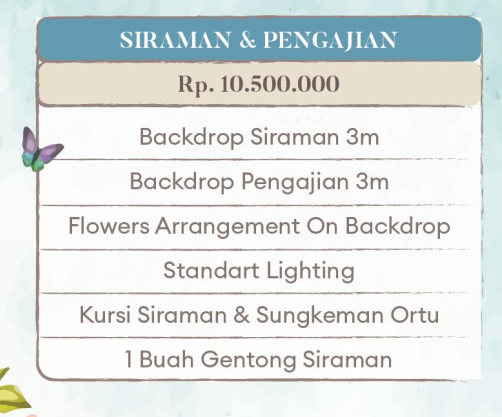 SIRAMAN & PENGAJIAN
Rp. 10.500.000
Backdrop Siraman 3m
Backdrop Pengajian 3m
Flowers Arrangement On Backdrop
Standart Lighting
Kursi Siraman & Sungkeman Ortu
1 Buah Gentong Siraman